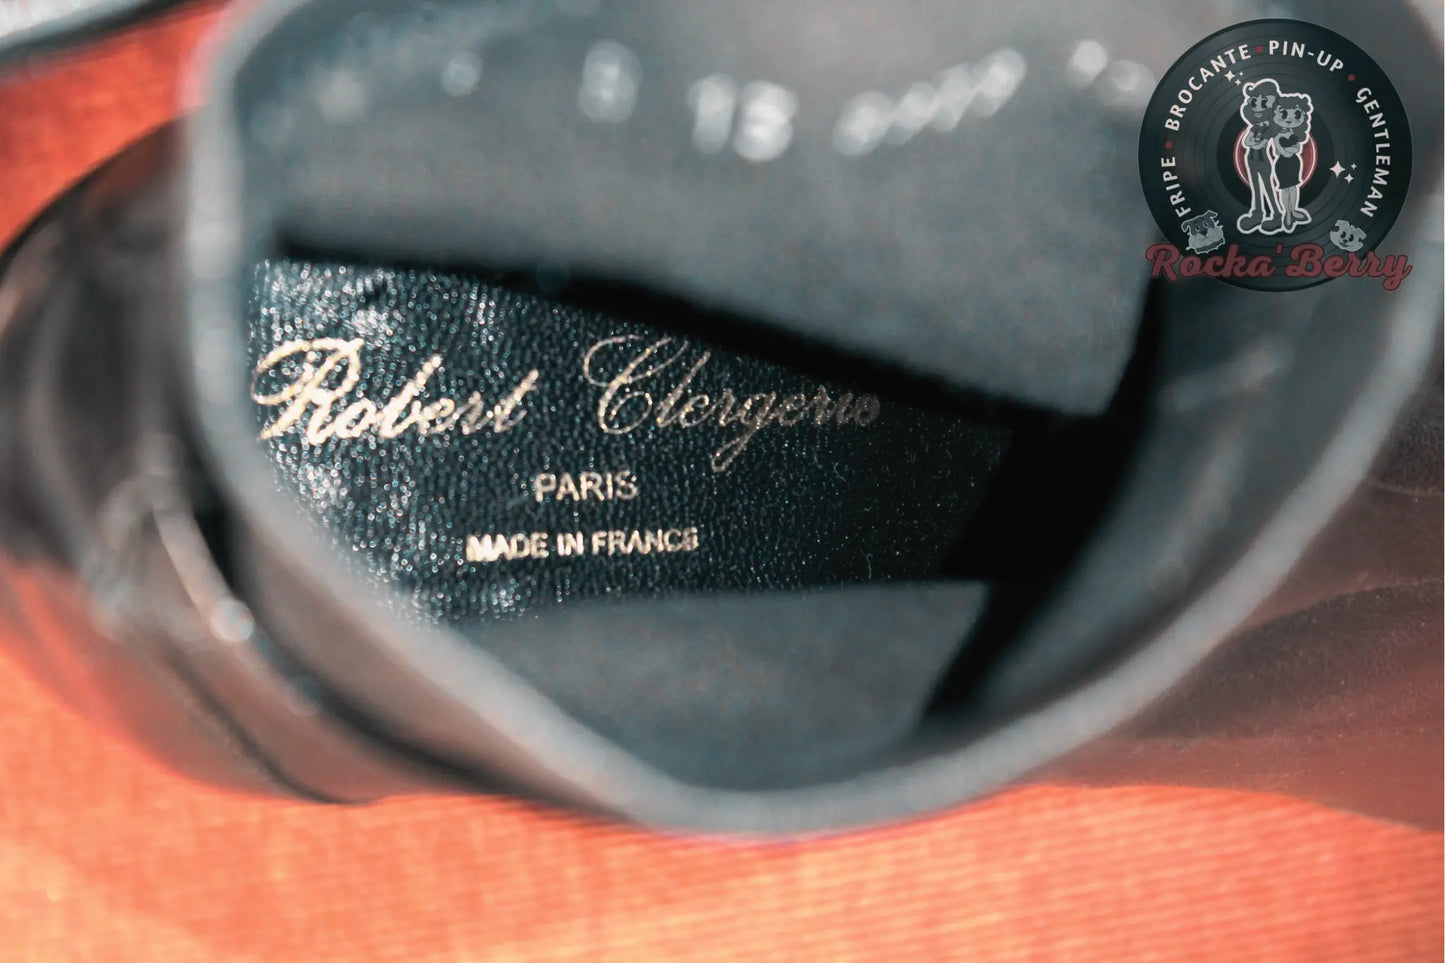 FRIPE • BROCANTE • PIN-UP • GENTLEMAN
Rocka'Berry
Robert Clergerie
PARIS
MADE IN FRANCE